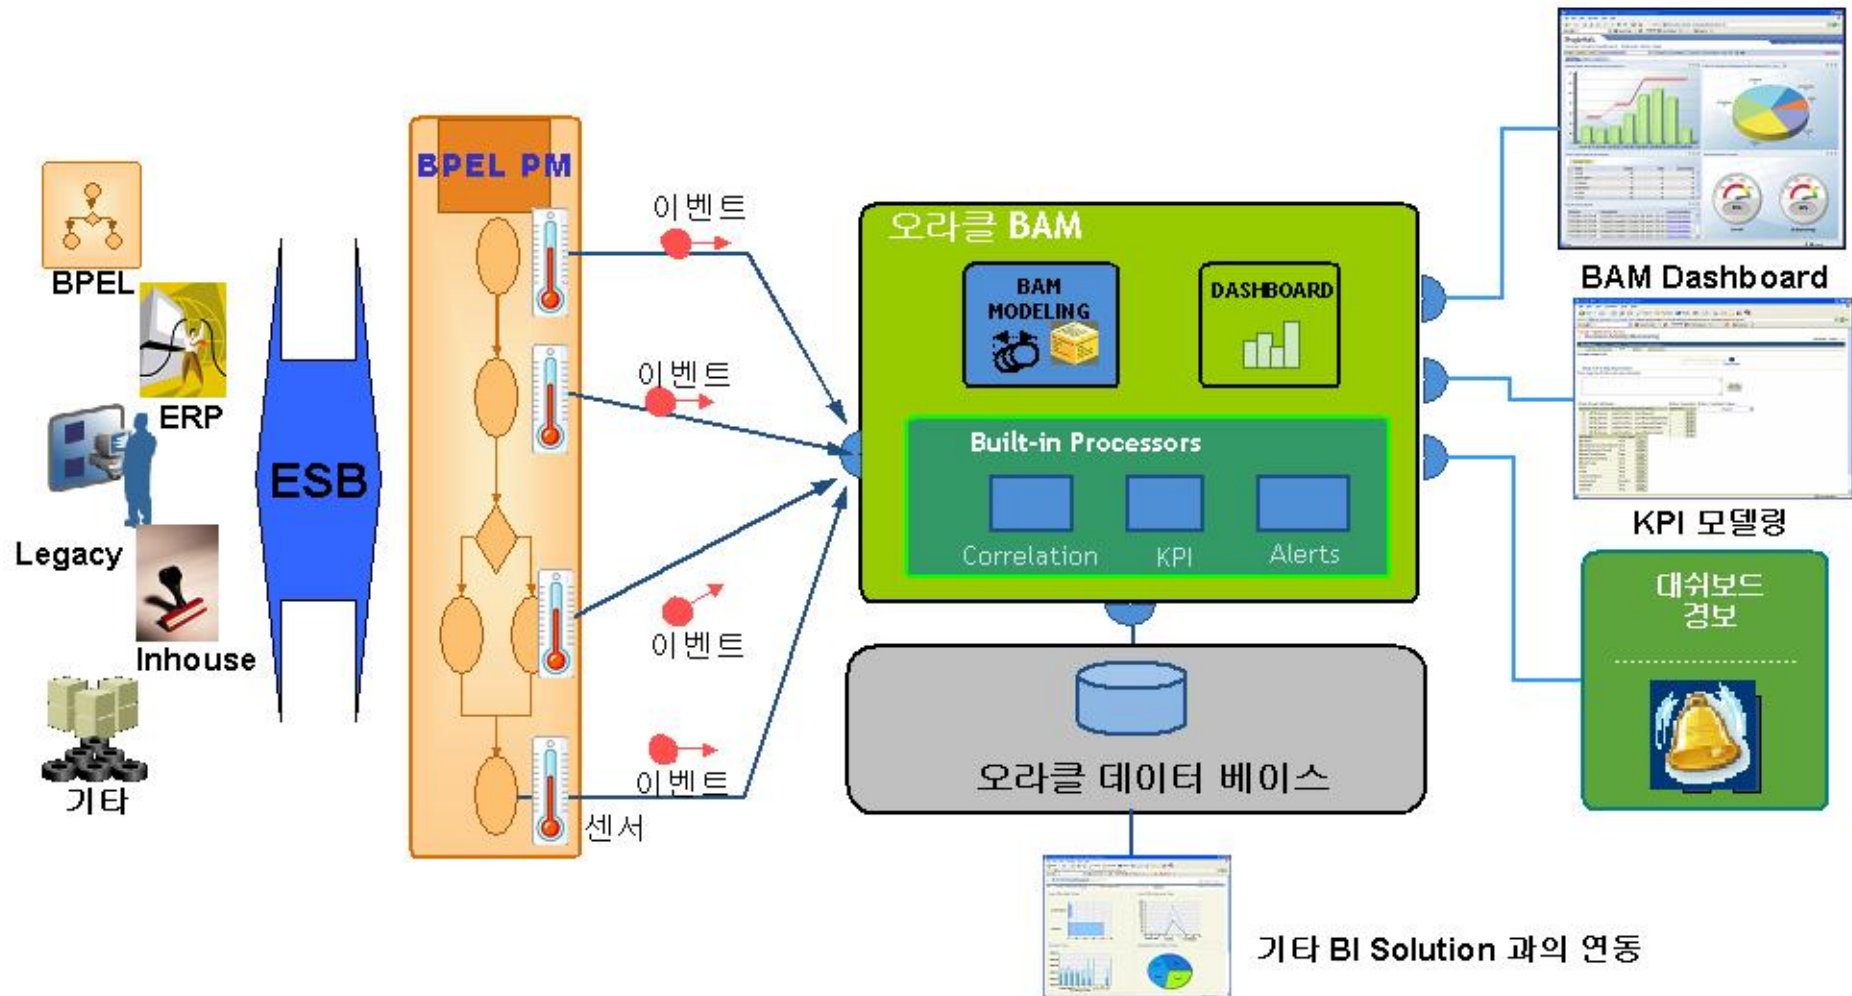 BPEL
ERP
Legacy
Inhouse
기타
ESB
BPEL PM
이벤트
이벤트
이벤트
이벤트
센서
오라클 BAM
BAM
MODELING
DASHBOARD
Built-in Processors
Correlation
KPI
Alerts
오라클 데이터 베이스
BAM Dashboard
KPI 모델링
대쉬보드
경보
기타 BI Solution 과의 연동